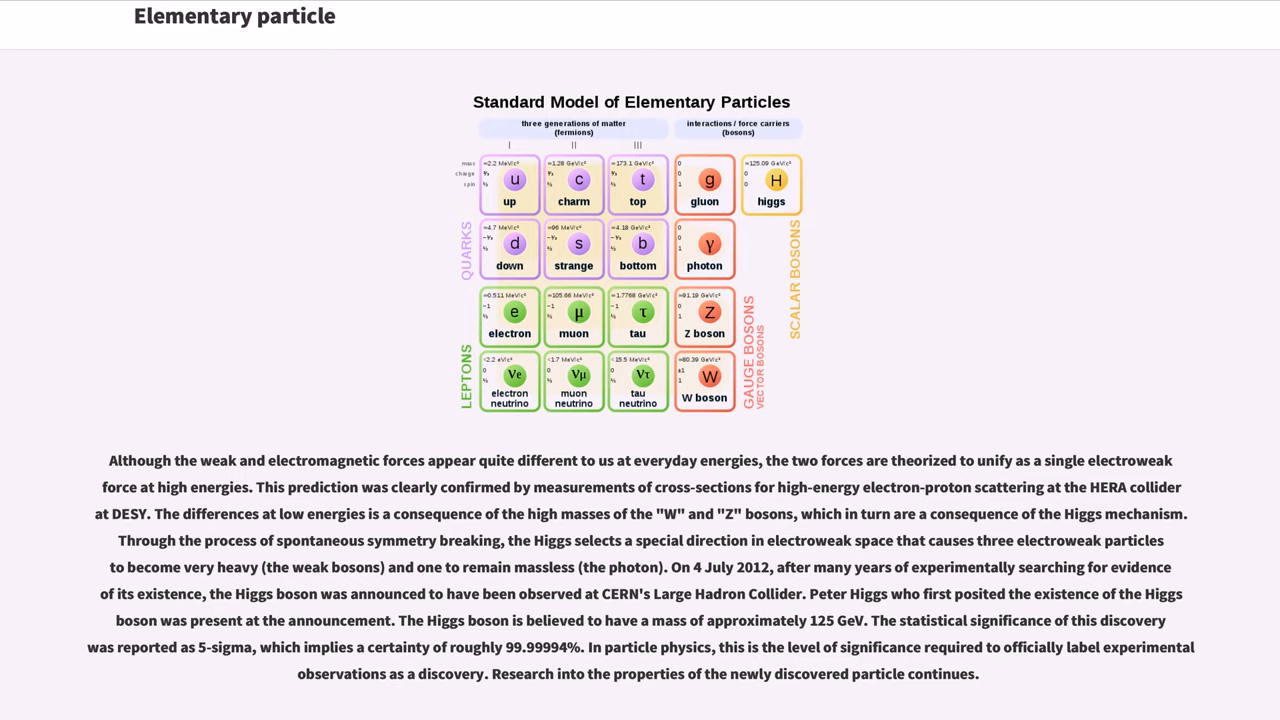 Elementary particle
Standard Model of Elementary Particles
three generations of matter
(fermions)
interactions / force carriers
(bosons)
I II III
mass
charge
spin
≃2.2 MeV/c²
⅔
½
u
up
≃1.28 GeV/c²
⅔
½
c
charm
≃173.1 GeV/c²
⅔
½
t
top
0
0
1
g
gluon
≃125.09 GeV/c²
0
0
H
higgs
QUARKS
≃4.7 MeV/c²
−⅓
½
d
down
≃96 MeV/c²
−⅓
½
s
strange
≃4.18 GeV/c²
−⅓
½
b
bottom
0
0
1
γ
photon
SCALAR BOSONS
≃0.511 MeV/c²
−1
½
e
electron
≃105.66 MeV/c²
−1
½
μ
muon
≃1.7768 GeV/c²
−1
½
τ
tau
≃91.19 GeV/c²
0
1
Z
Z boson
LEPTONS
<2.2 eV/c²
0
½
νe
electron
neutrino
<1.7 MeV/c²
0
½
νμ
muon
neutrino
<15.5 MeV/c²
0
½
ντ
tau
neutrino
≃80.39 GeV/c²
±1
1
W
W boson
GAUGE BOSONS
VECTOR BOSONS
Although the weak and electromagnetic forces appear quite different to us at everyday energies, the two forces are theorized to unify as a single electroweak
force at high energies. This prediction was clearly confirmed by measurements of cross-sections for high-energy electron-proton scattering at the HERA collider
at DESY. The differences at low energies is a consequence of the high masses of the "W" and "Z" bosons, which in turn are a consequence of the Higgs mechanism.
Through the process of spontaneous symmetry breaking, the Higgs selects a special direction in electroweak space that causes three electroweak particles
to become very heavy (the weak bosons) and one to remain massless (the photon). On 4 July 2012, after many years of experimentally searching for evidence
of its existence, the Higgs boson was announced to have been observed at CERN's Large Hadron Collider. Peter Higgs who first posited the existence of the Higgs
boson was present at the announcement. The Higgs boson is believed to have a mass of approximately 125 GeV. The statistical significance of this discovery
was reported as 5-sigma, which implies a certainty of roughly 99.99994%. In particle physics, this is the level of significance required to officially label experimental
observations as a discovery. Research into the properties of the newly discovered particle continues.